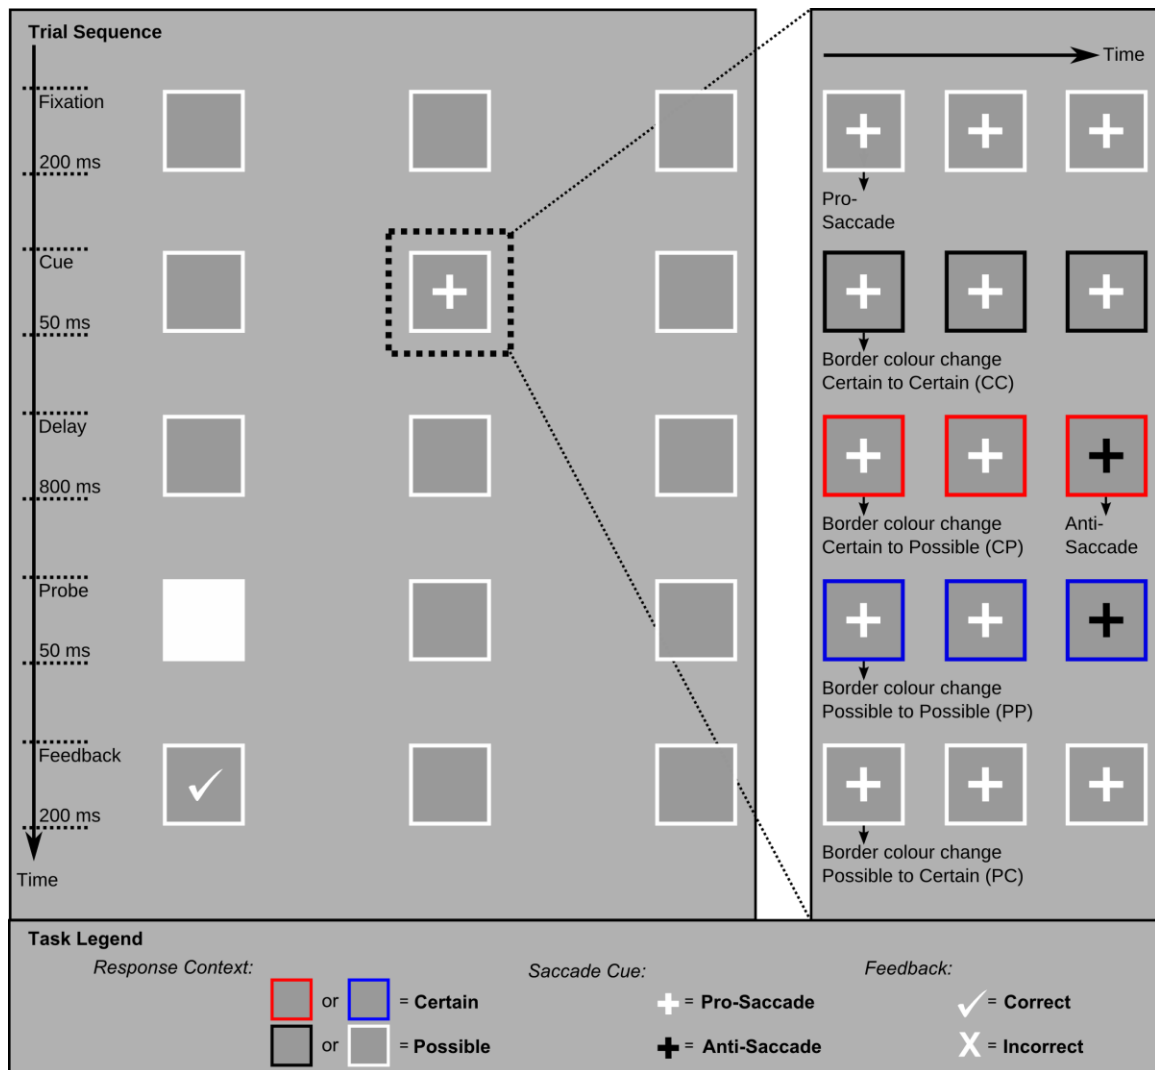 Trial Sequence
Fixation
200 ms
Cue
50 ms
Delay
800 ms
Probe
50 ms
Feedback
200 ms
Time
Time
Pro-
Saccade
Border colour change
Certain to Certain (CC)
Border colour change
Certain to Possible (CP)
Anti-
Saccade
Border colour change
Possible to Possible (PP)
Border colour change
Possible to Certain (PC)
Task Legend
Response Context: Saccade Cue: Feedback:
or = Certain = Pro-Saccade = Correct
or = Possible = Anti-Saccade X = Incorrect